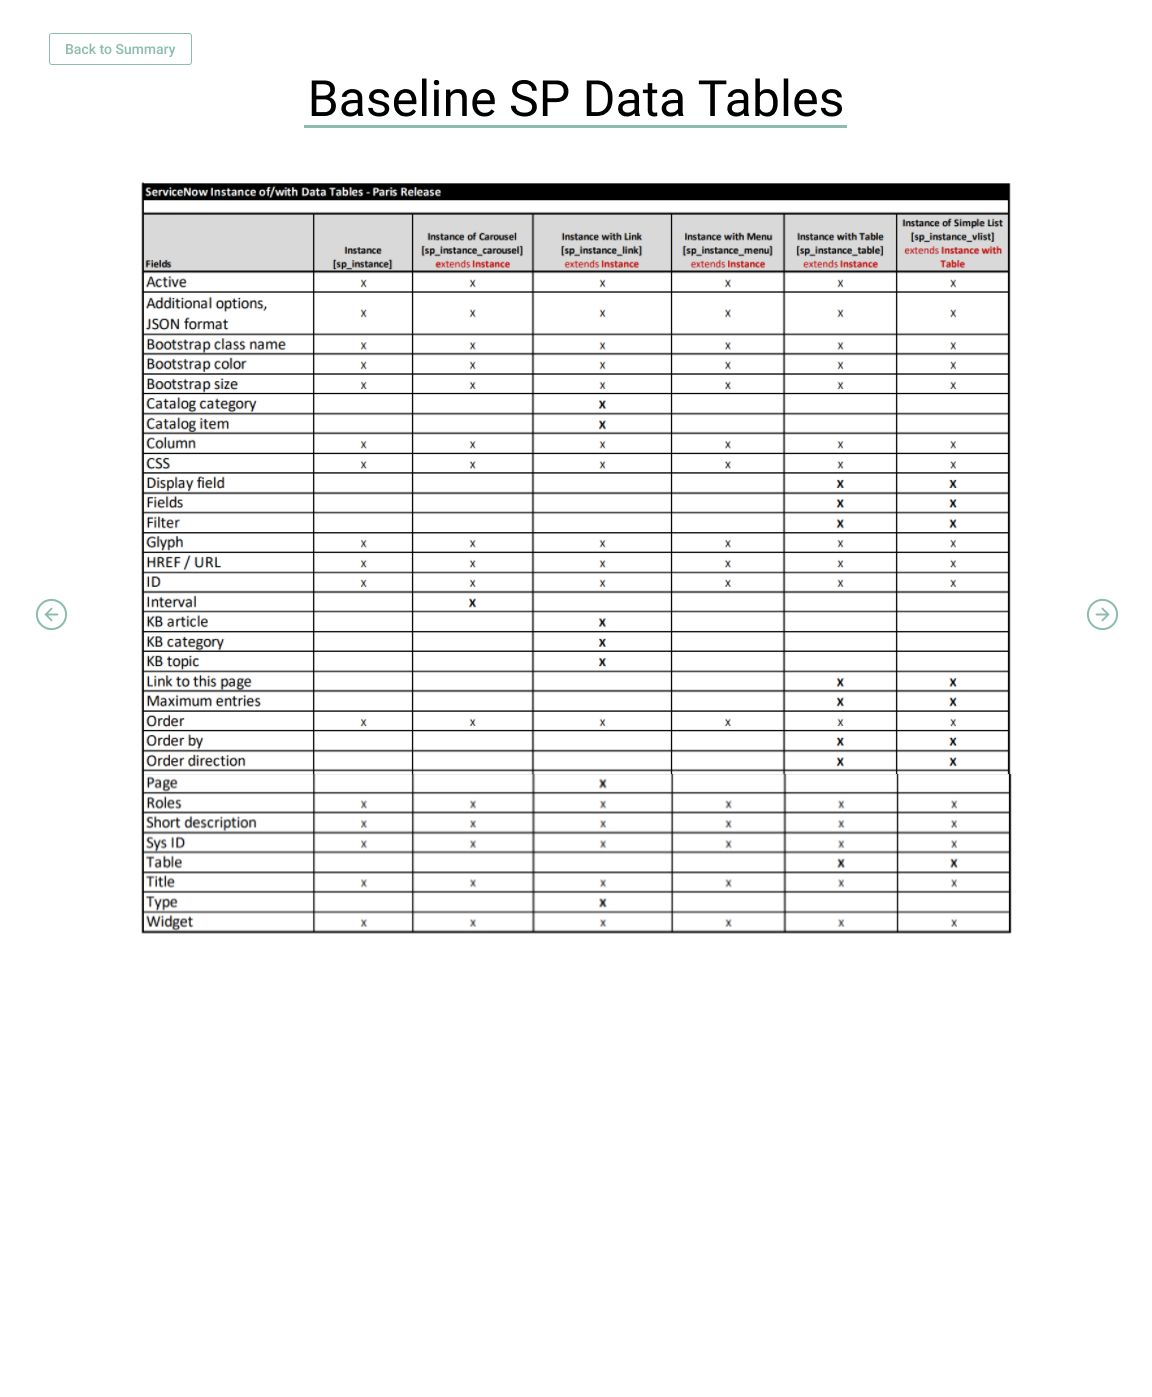 Back to Summary
Baseline SP Data Tables
ServiceNow Instance of/with Data Tables - Paris Release
Fields
Instance
[sp_instance]
Instance of Carousel
[sp_instance_carousel]
extends Instance
Instance with Link
[sp_instance_link]
extends Instance
Instance with Menu
[sp_instance_menu]
extends Instance
Instance with Table
[sp_instance_table]
extends Instance
Instance of Simple List
[sp_instance_vlist]
extends Instance with
Table
Active x x x x x x
Additional options,
JSON format x x x x x x
Bootstrap class name x x x x x x
Bootstrap color x x x x x x
Bootstrap size x x x x x x
Catalog category x
Catalog item x
Column x x x x x x
CSS x x x x x x
Display field x x
Fields x x
Filter x x
Glyph x x x x x x
HREF / URL x x x x x x
ID x x x x x x
Interval x
KB article x
KB category x
KB topic x
Link to this page x x
Maximum entries x x
Order x x x x x x
Order by x x
Order direction x x
Page x
Roles x x x x x x
Short description x x x x x x
Sys ID x x x x x x
Table x x
Title x x x x x x
Type x
Widget x x x x x x